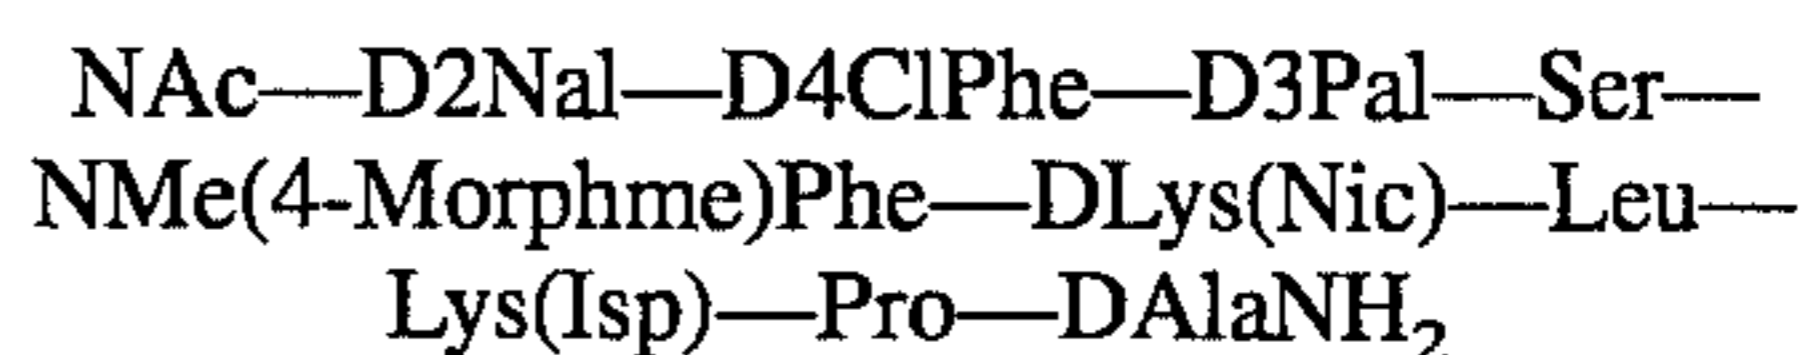 NAc—D2Nal—D4ClPhe—D3Pal—Ser—
NMe(4-Morphme)Phe—DLys(Nic)—Leu—
Lys(Isp)—Pro—DAlaNH₂